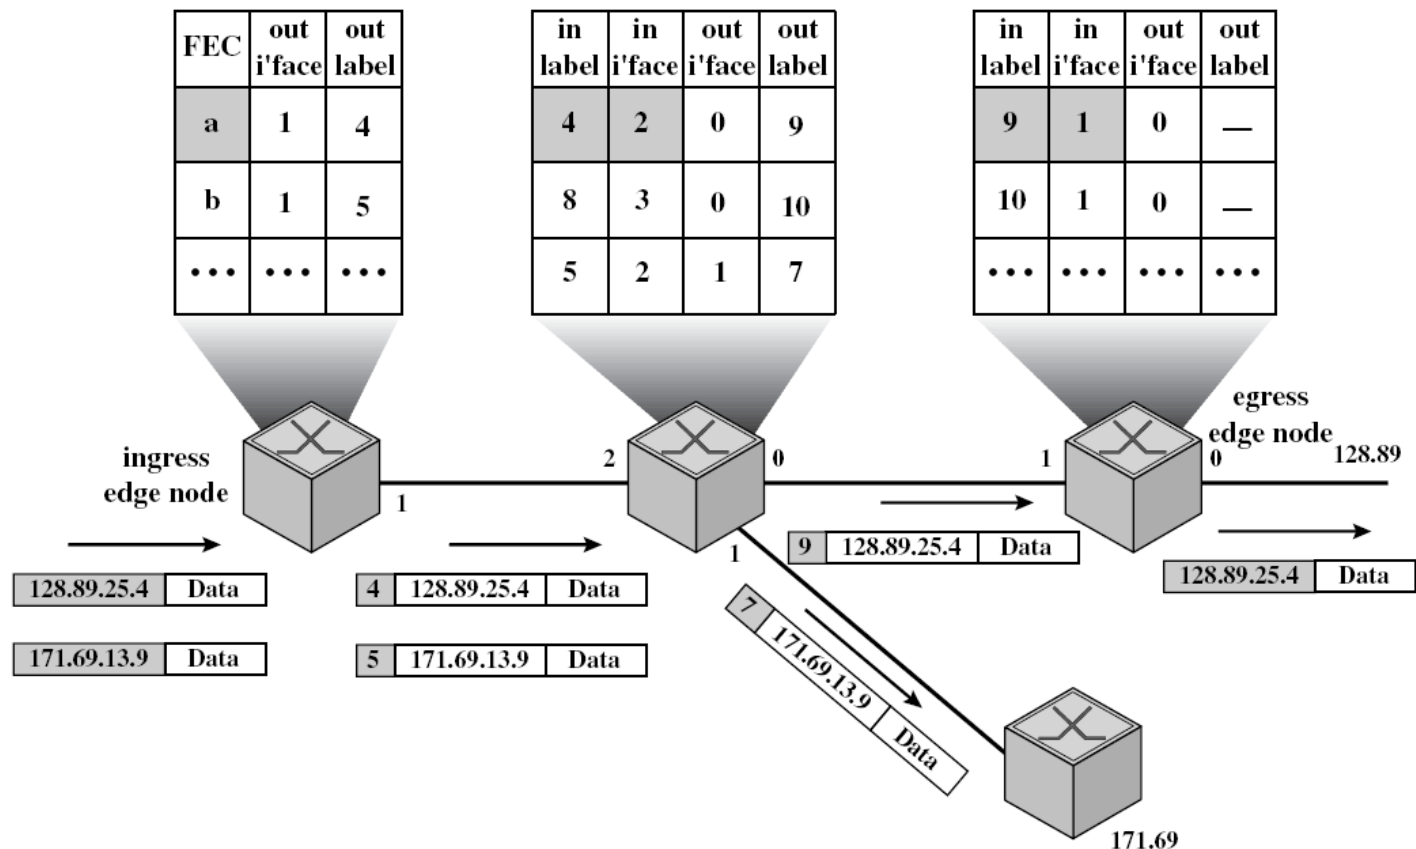 FEC out i'face out label
a 1 4
b 1 5
••• ••• •••
in label in i'face out i'face out label
4 2 0 9
8 3 0 10
5 2 1 7
in label in i'face out i'face out label
9 1 0 —
10 1 0 —
••• ••• ••• •••
ingress
edge node
1
2
0
1
1
egress
edge node
0
128.89
128.89.25.4 Data
171.69.13.9 Data
4 128.89.25.4 Data
5 171.69.13.9 Data
9 128.89.25.4 Data
7 171.69.13.9 Data
128.89.25.4 Data
171.69